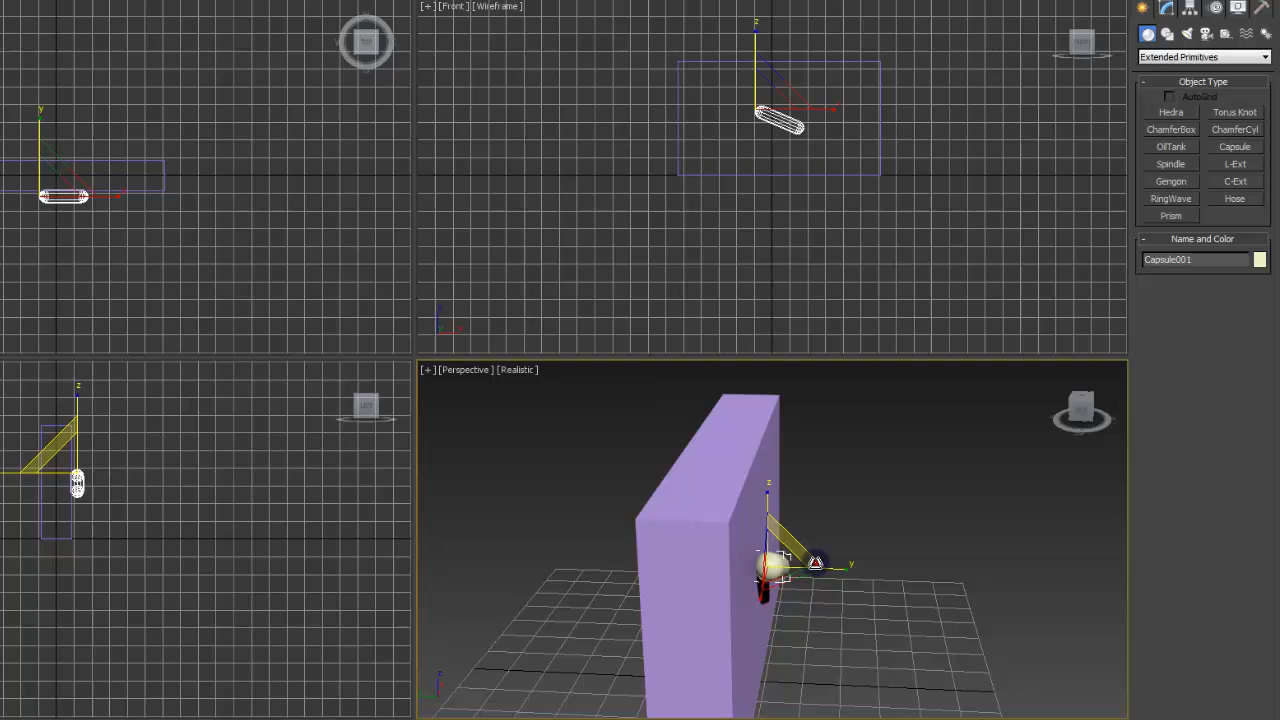 [+] [Front] [Wireframe]
Extended Primitives
- Object Type
AutoGrid
Hedra Torus Knot
ChamferBox ChamferCyl
OilTank Capsule
Spindle L-Ext
Gengon C-Ext
RingWave Hose
Prism
- Name and Color
Capsule001
z
y
z
[+] [Perspective] [Realistic]
z
y
z